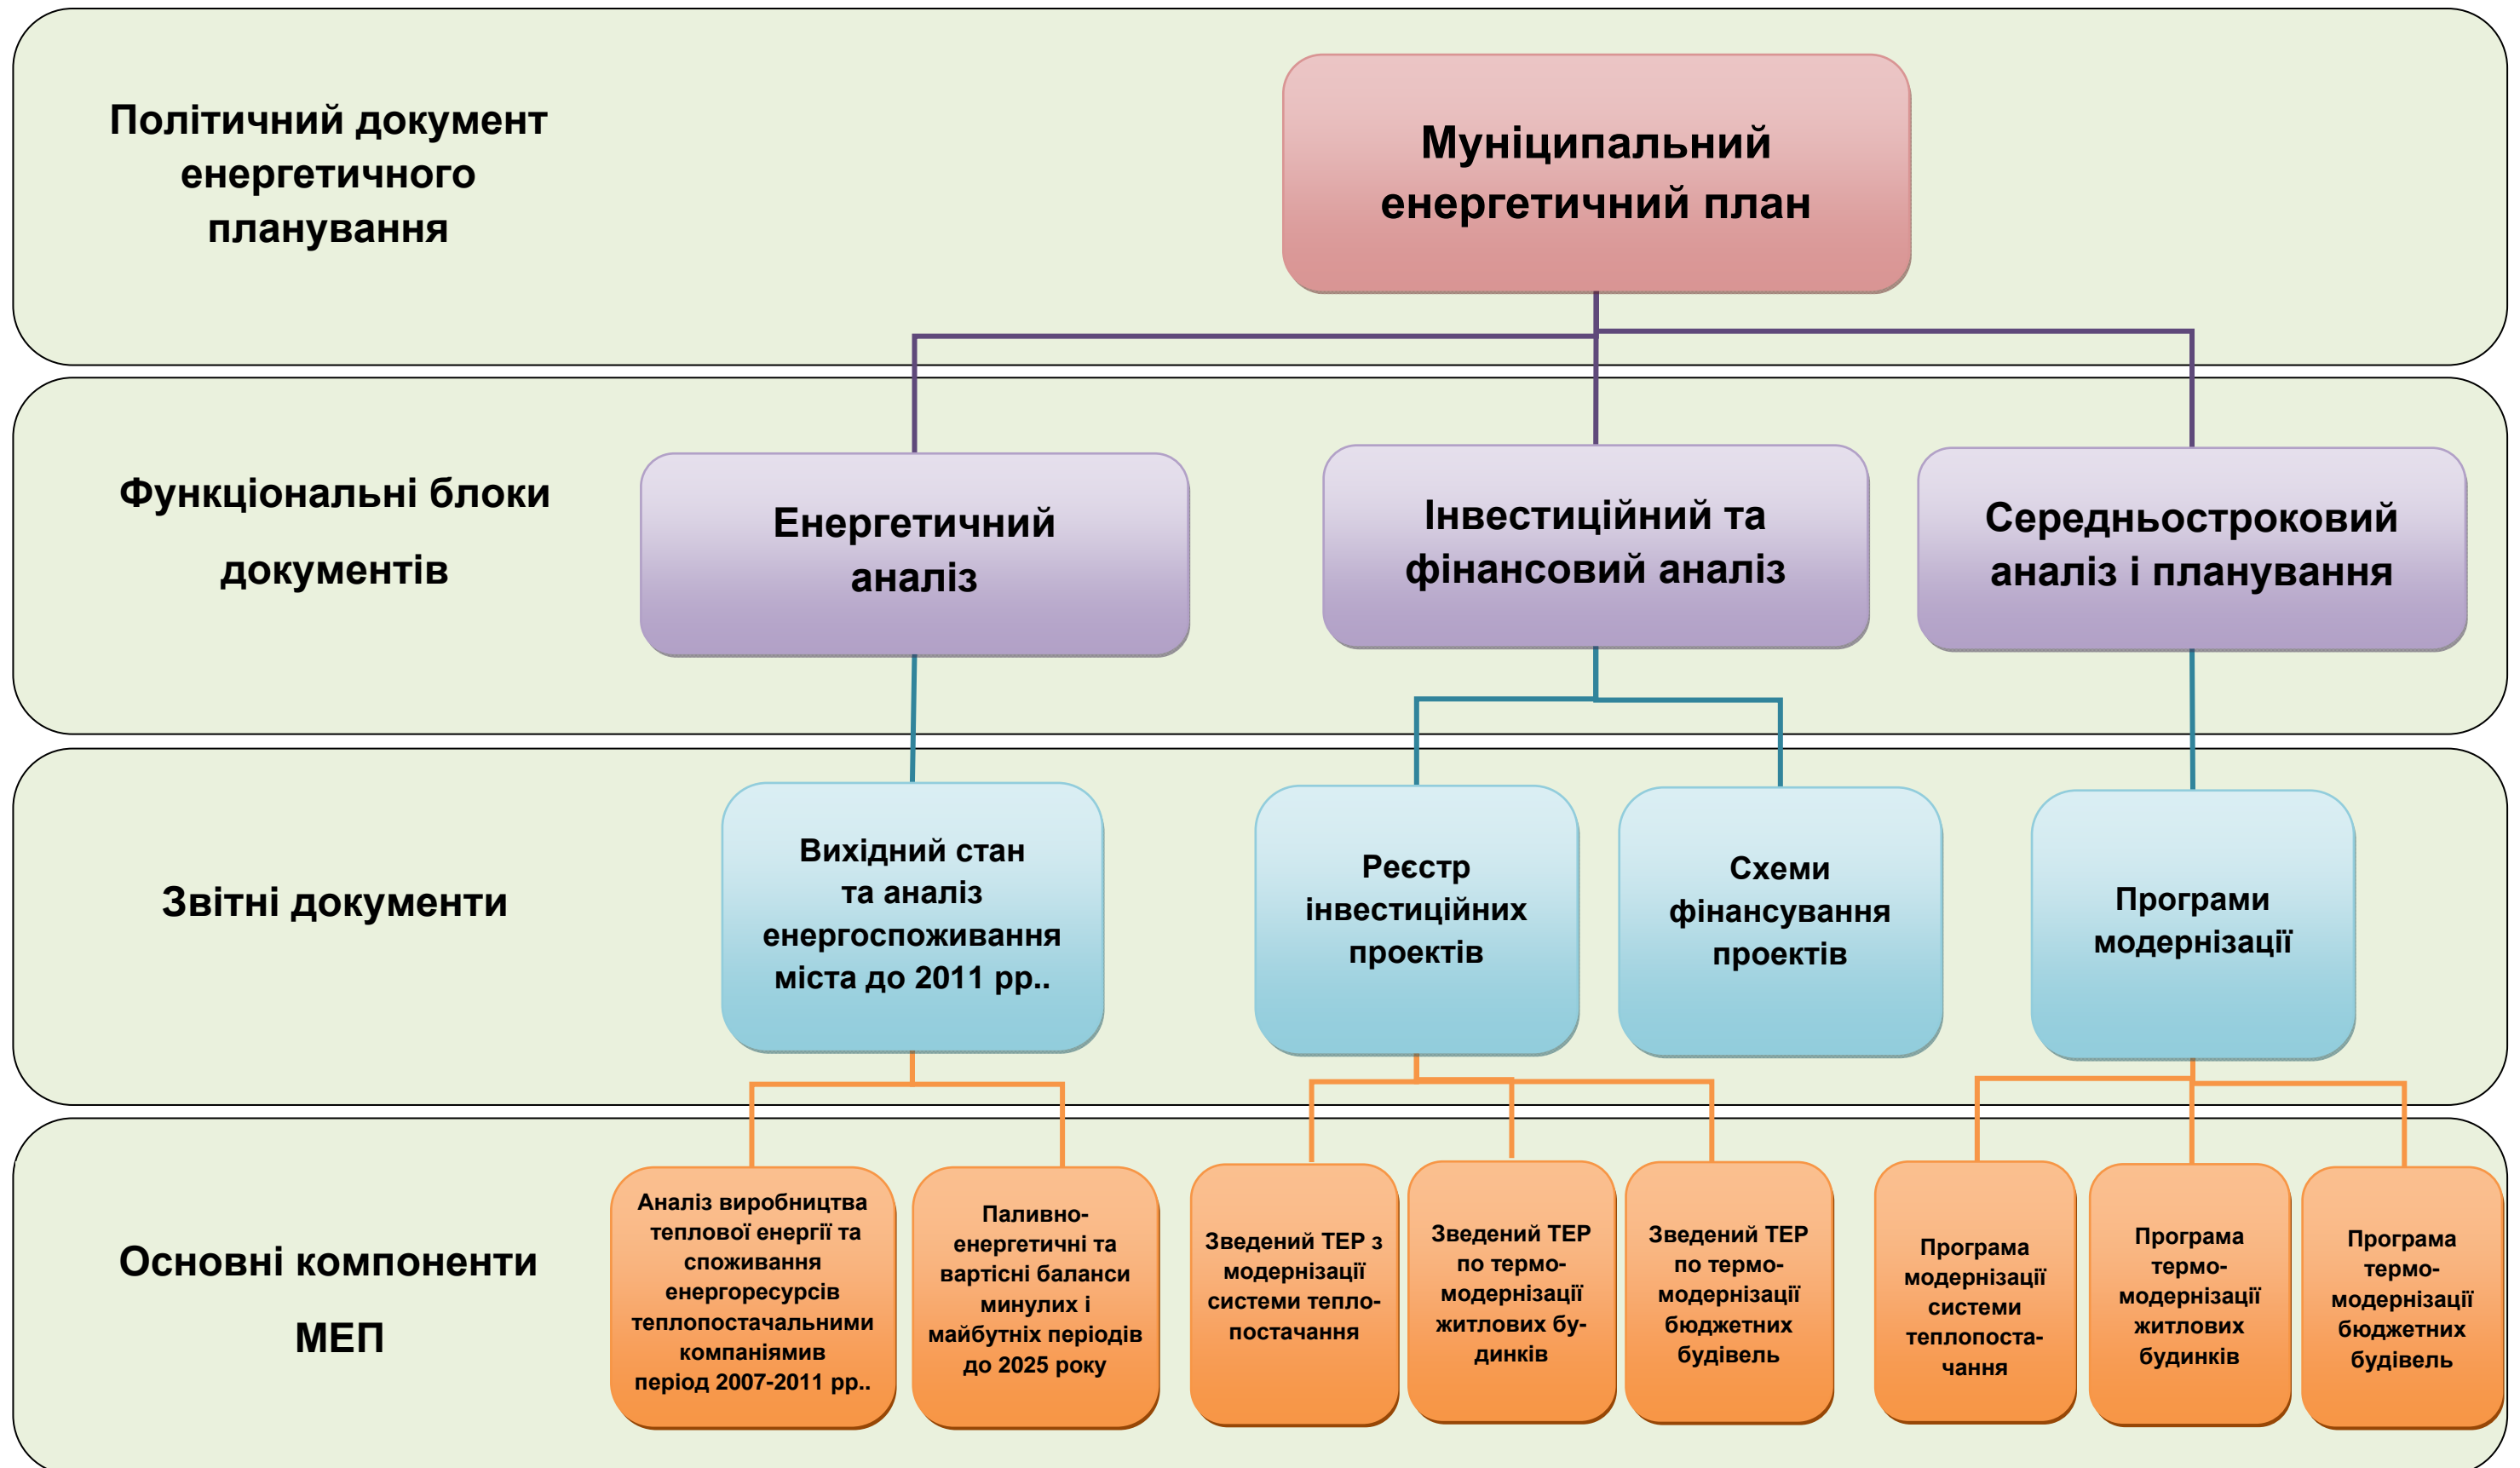 Політичний документ
енергетичного
планування
Муніципальний
енергетичний план
Функціональні блоки
документів
Енергетичний
аналіз
Інвестиційний та
фінансовий аналіз
Середньостроковий
аналіз і планування
Звітні документи
Вихідний стан
та аналіз
енергоспоживання
міста до 2011 рр..
Реєстр
інвестиційних
проектів
Схеми
фінансування
проектів
Програми
модернізації
Основні компоненти
МЕП
Аналіз виробництва
теплової енергії та
споживання
енергоресурсів
теплопостачальними
компаніямив
період 2007-2011 рр..
Паливно-
енергетичні та
вартісні баланси
минулих і
майбутніх періодів
до 2025 року
Зведений ТЕР з
модернізації
системи тепло-
постачання
Зведений ТЕР
по термо-
модернізації
житлових бу-
динків
Зведений ТЕР
по термо-
модернізації
бюджетних
будівель
Програма
модернізації
системи
теплопоста-
чання
Програма
термо-
модернізації
житлових
будинків
Програма
термо-
модернізації
бюджетних
будівель